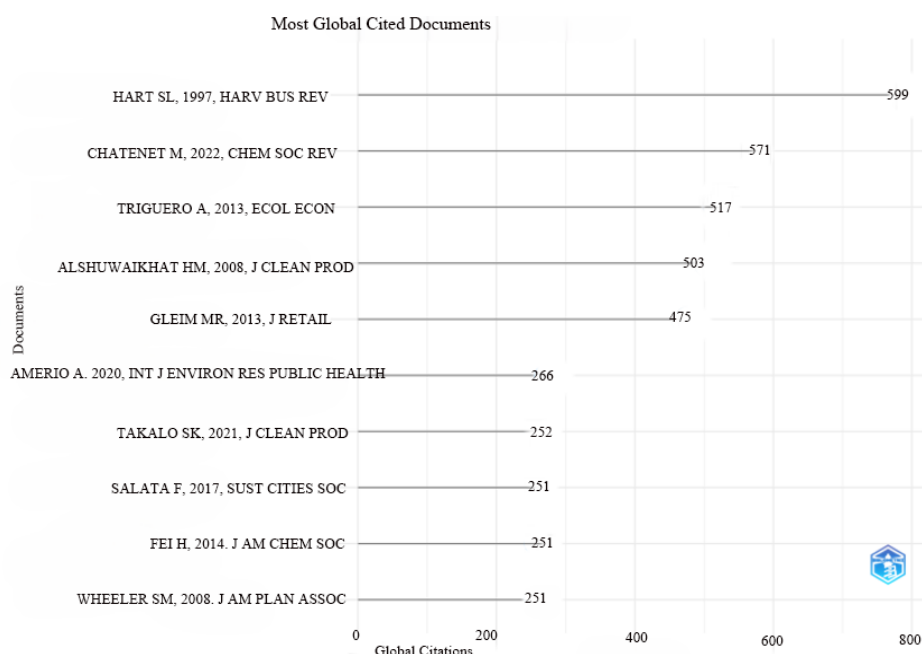 Most Global Cited Documents
HART SL, 1997, HARV BUS REV 599
CHATENET M, 2022, CHEM SOC REV 571
TRIGUERO A, 2013, ECOL ECON 517
ALSHUWAIKHAT HM, 2008, J CLEAN PROD 503
GLEIM MR, 2013, J RETAIL 475
AMERIO A. 2020, INT J ENVIRON RES PUBLIC HEALTH 266
TAKALO SK, 2021, J CLEAN PROD 252
SALATA F, 2017, SUST CITIES SOC 251
FEI H, 2014. J AM CHEM SOC 251
WHEELER SM, 2008. J AM PLAN ASSOC 251
Documents
0 200 400 600 800
Global Citations